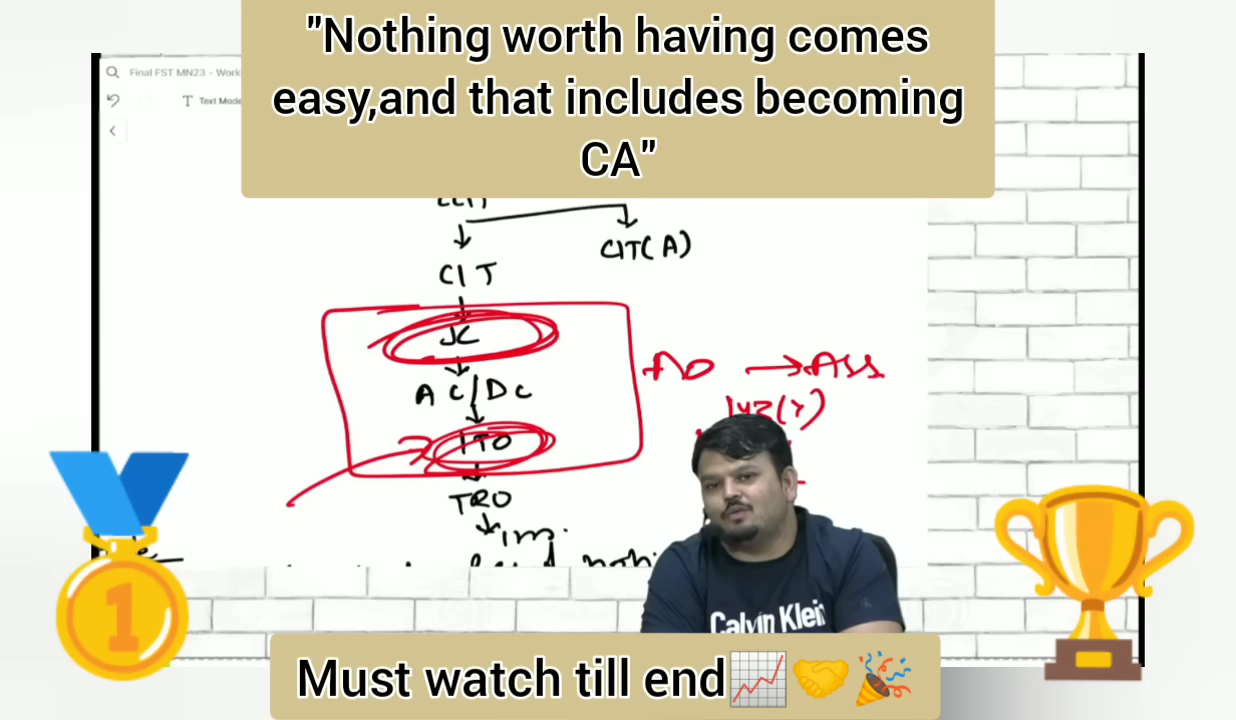 "Nothing worth having comes
easy,and that includes becoming
CA"
Final FST MN23 - Work
T Text Mode
CIT(A)
CIT
JC
AC/DC
AO → Ass
ITO
TRO
Im.
Calvin Klein
Must watch till end